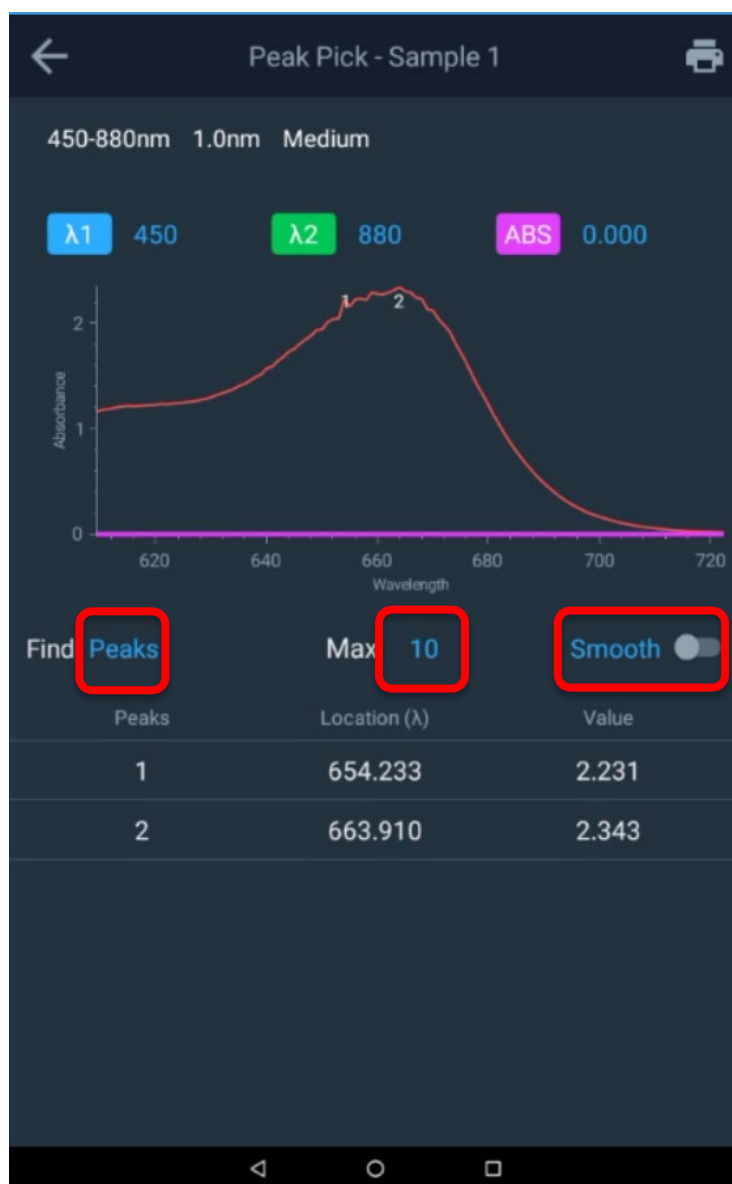 Peak Pick - Sample 1
450-880nm 1.0nm Medium
λ1 450 λ2 880 ABS 0.000
1 2
2
Absorbance
1
0
620 640 660 680 700 720
Wavelength
Find Peaks Max 10 Smooth
Peaks Location (λ) Value
1 654.233 2.231
2 663.910 2.343